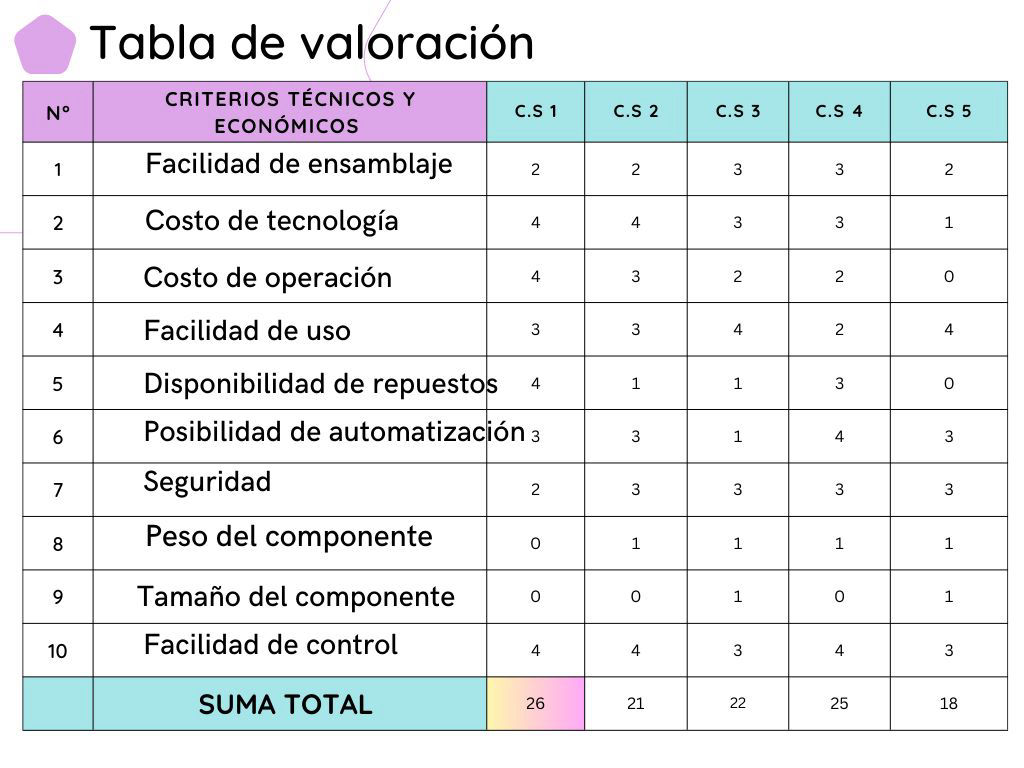 Tabla de valoración
Nº CRITERIOS TÉCNICOS Y ECONÓMICOS C.S 1 C.S 2 C.S 3 C.S 4 C.S 5
1 Facilidad de ensamblaje 2 2 3 3 2
2 Costo de tecnología 4 4 3 3 1
3 Costo de operación 4 3 2 2 0
4 Facilidad de uso 3 3 4 2 4
5 Disponibilidad de repuestos 4 1 1 3 0
6 Posibilidad de automatización 3 3 1 4 3
7 Seguridad 2 3 3 3 3
8 Peso del componente 0 1 1 1 1
9 Tamaño del componente 0 0 1 0 1
10 Facilidad de control 4 4 3 4 3
SUMA TOTAL 26 21 22 25 18